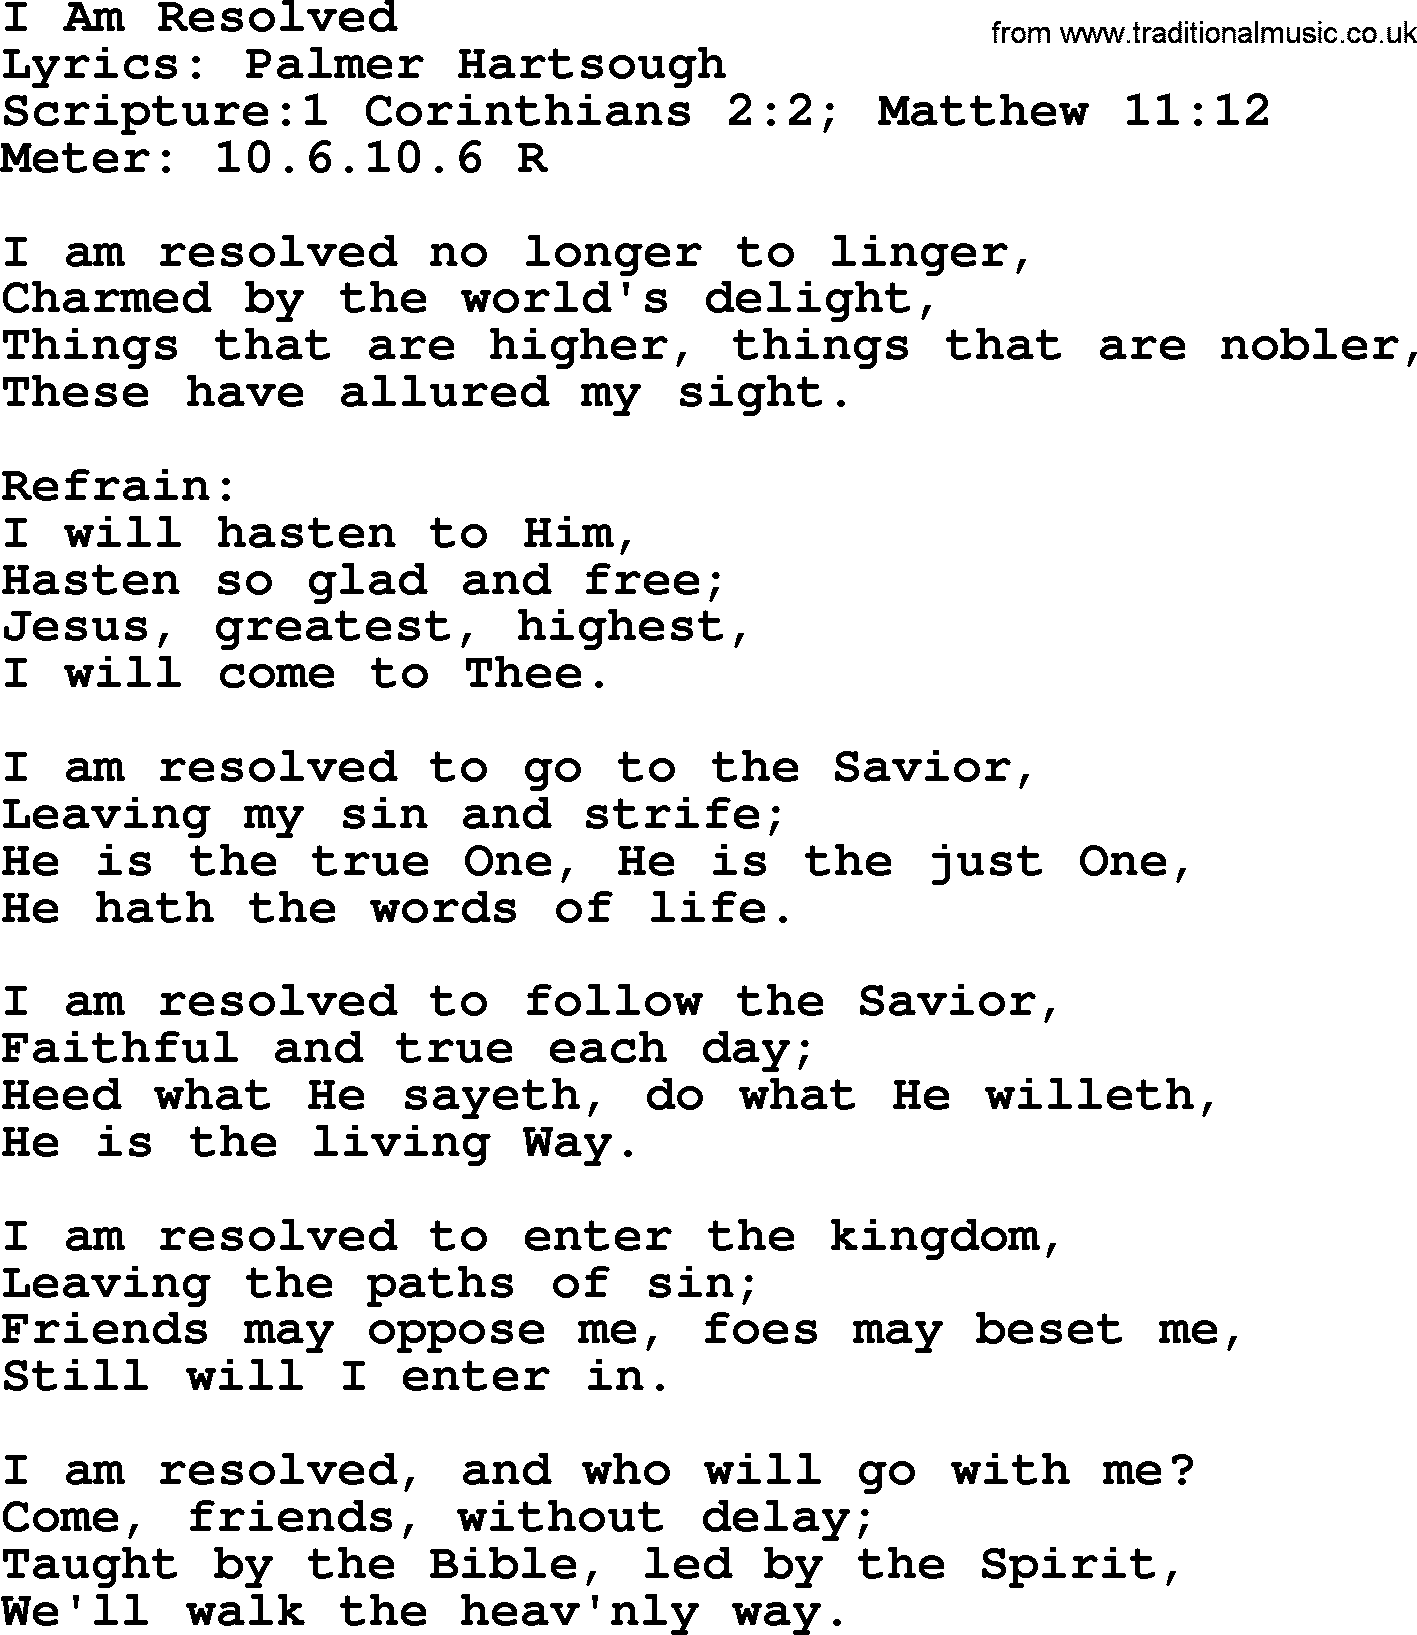 I Am Resolved
from www.traditionalmusic.co.uk
Lyrics: Palmer Hartsough
Scripture:1 Corinthians 2:2; Matthew 11:12
Meter: 10.6.10.6 R

I am resolved no longer to linger,
Charmed by the world's delight,
Things that are higher, things that are nobler,
These have allured my sight.

Refrain:
I will hasten to Him,
Hasten so glad and free;
Jesus, greatest, highest,
I will come to Thee.

I am resolved to go to the Savior,
Leaving my sin and strife;
He is the true One, He is the just One,
He hath the words of life.

I am resolved to follow the Savior,
Faithful and true each day;
Heed what He sayeth, do what He willeth,
He is the living Way.

I am resolved to enter the kingdom,
Leaving the paths of sin;
Friends may oppose me, foes may beset me,
Still will I enter in.

I am resolved, and who will go with me?
Come, friends, without delay;
Taught by the Bible, led by the Spirit,
We'll walk the heav'nly way.